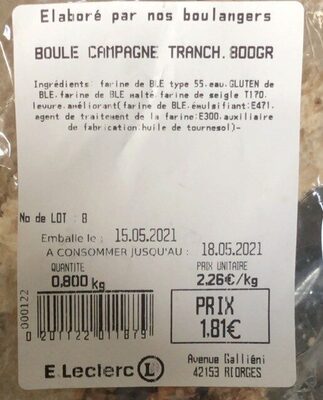 Elaboré par nos boulangers
BOULE CAMPAGNE TRANCH.800GR
Ingrédients farine de BLE type 55.eau.GLUTEN de
BLE.farine de BLE malté farine de seigle T170.
levure.améliorant(farine de BLE.émulsifiant:E471.
agent de traitement de la farine:E300.auxiliaire
de fabrication.huile de tournesol)-
No de LOT : B
Emballe le : 15.05.2021
A CONSOMMER JUSQU'AU : 18.05.2021
QUANTITE PRIX UNITAIRE
0,800 kg 2,26€/kg
PRIX
1.81€
000122
0 201122 011879
E.Leclerc L
Avenue Galliéni
42153 RIORGES